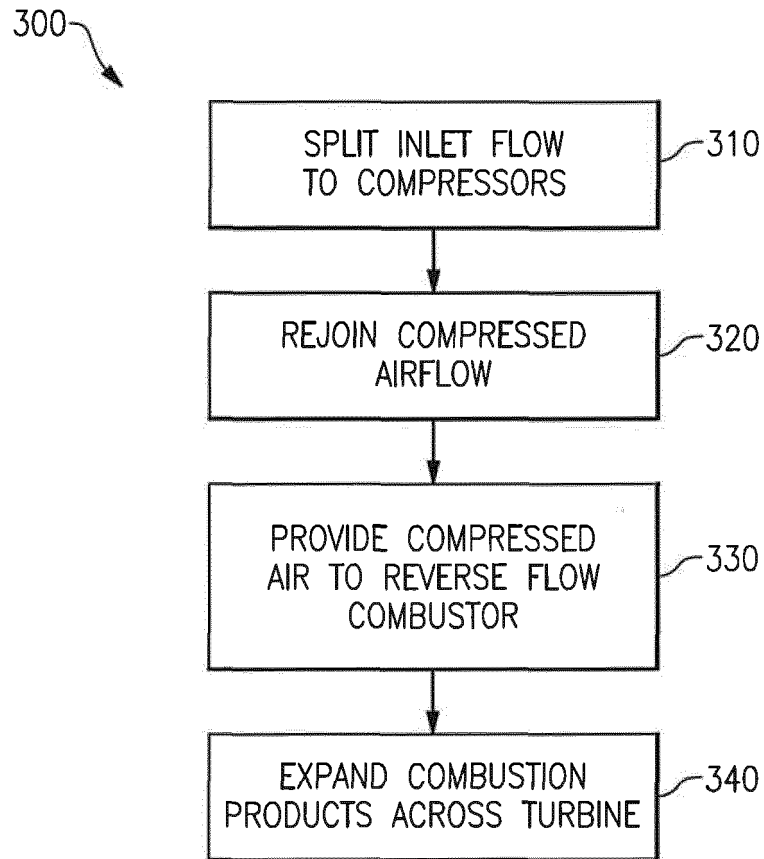 300
SPLIT INLET FLOW
TO COMPRESSORS
310
REJOIN COMPRESSED
AIRFLOW
320
PROVIDE COMPRESSED
AIR TO REVERSE FLOW
COMBUSTOR
330
EXPAND COMBUSTION
PRODUCTS ACROSS TURBINE
340